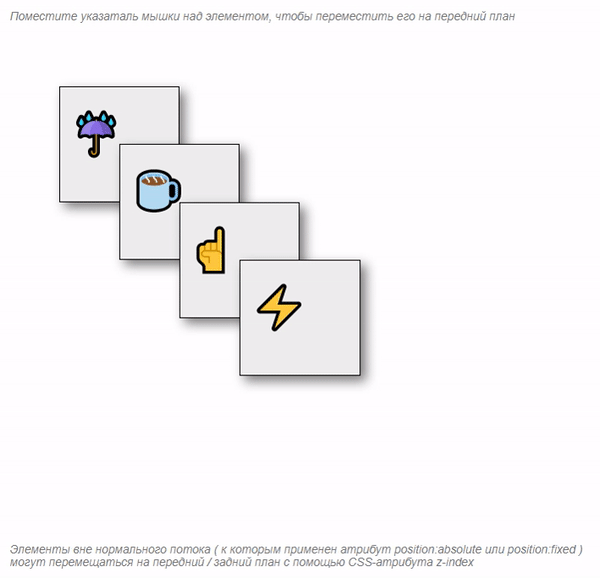 Поместите указаталь мышки над элементом, чтобы переместить его на передний план
Элементы вне нормального потока ( к которым применен атрибут position:absolute или position:fixed )
могут перемещаться на передний / задний план с помощью CSS-атрибута z-index